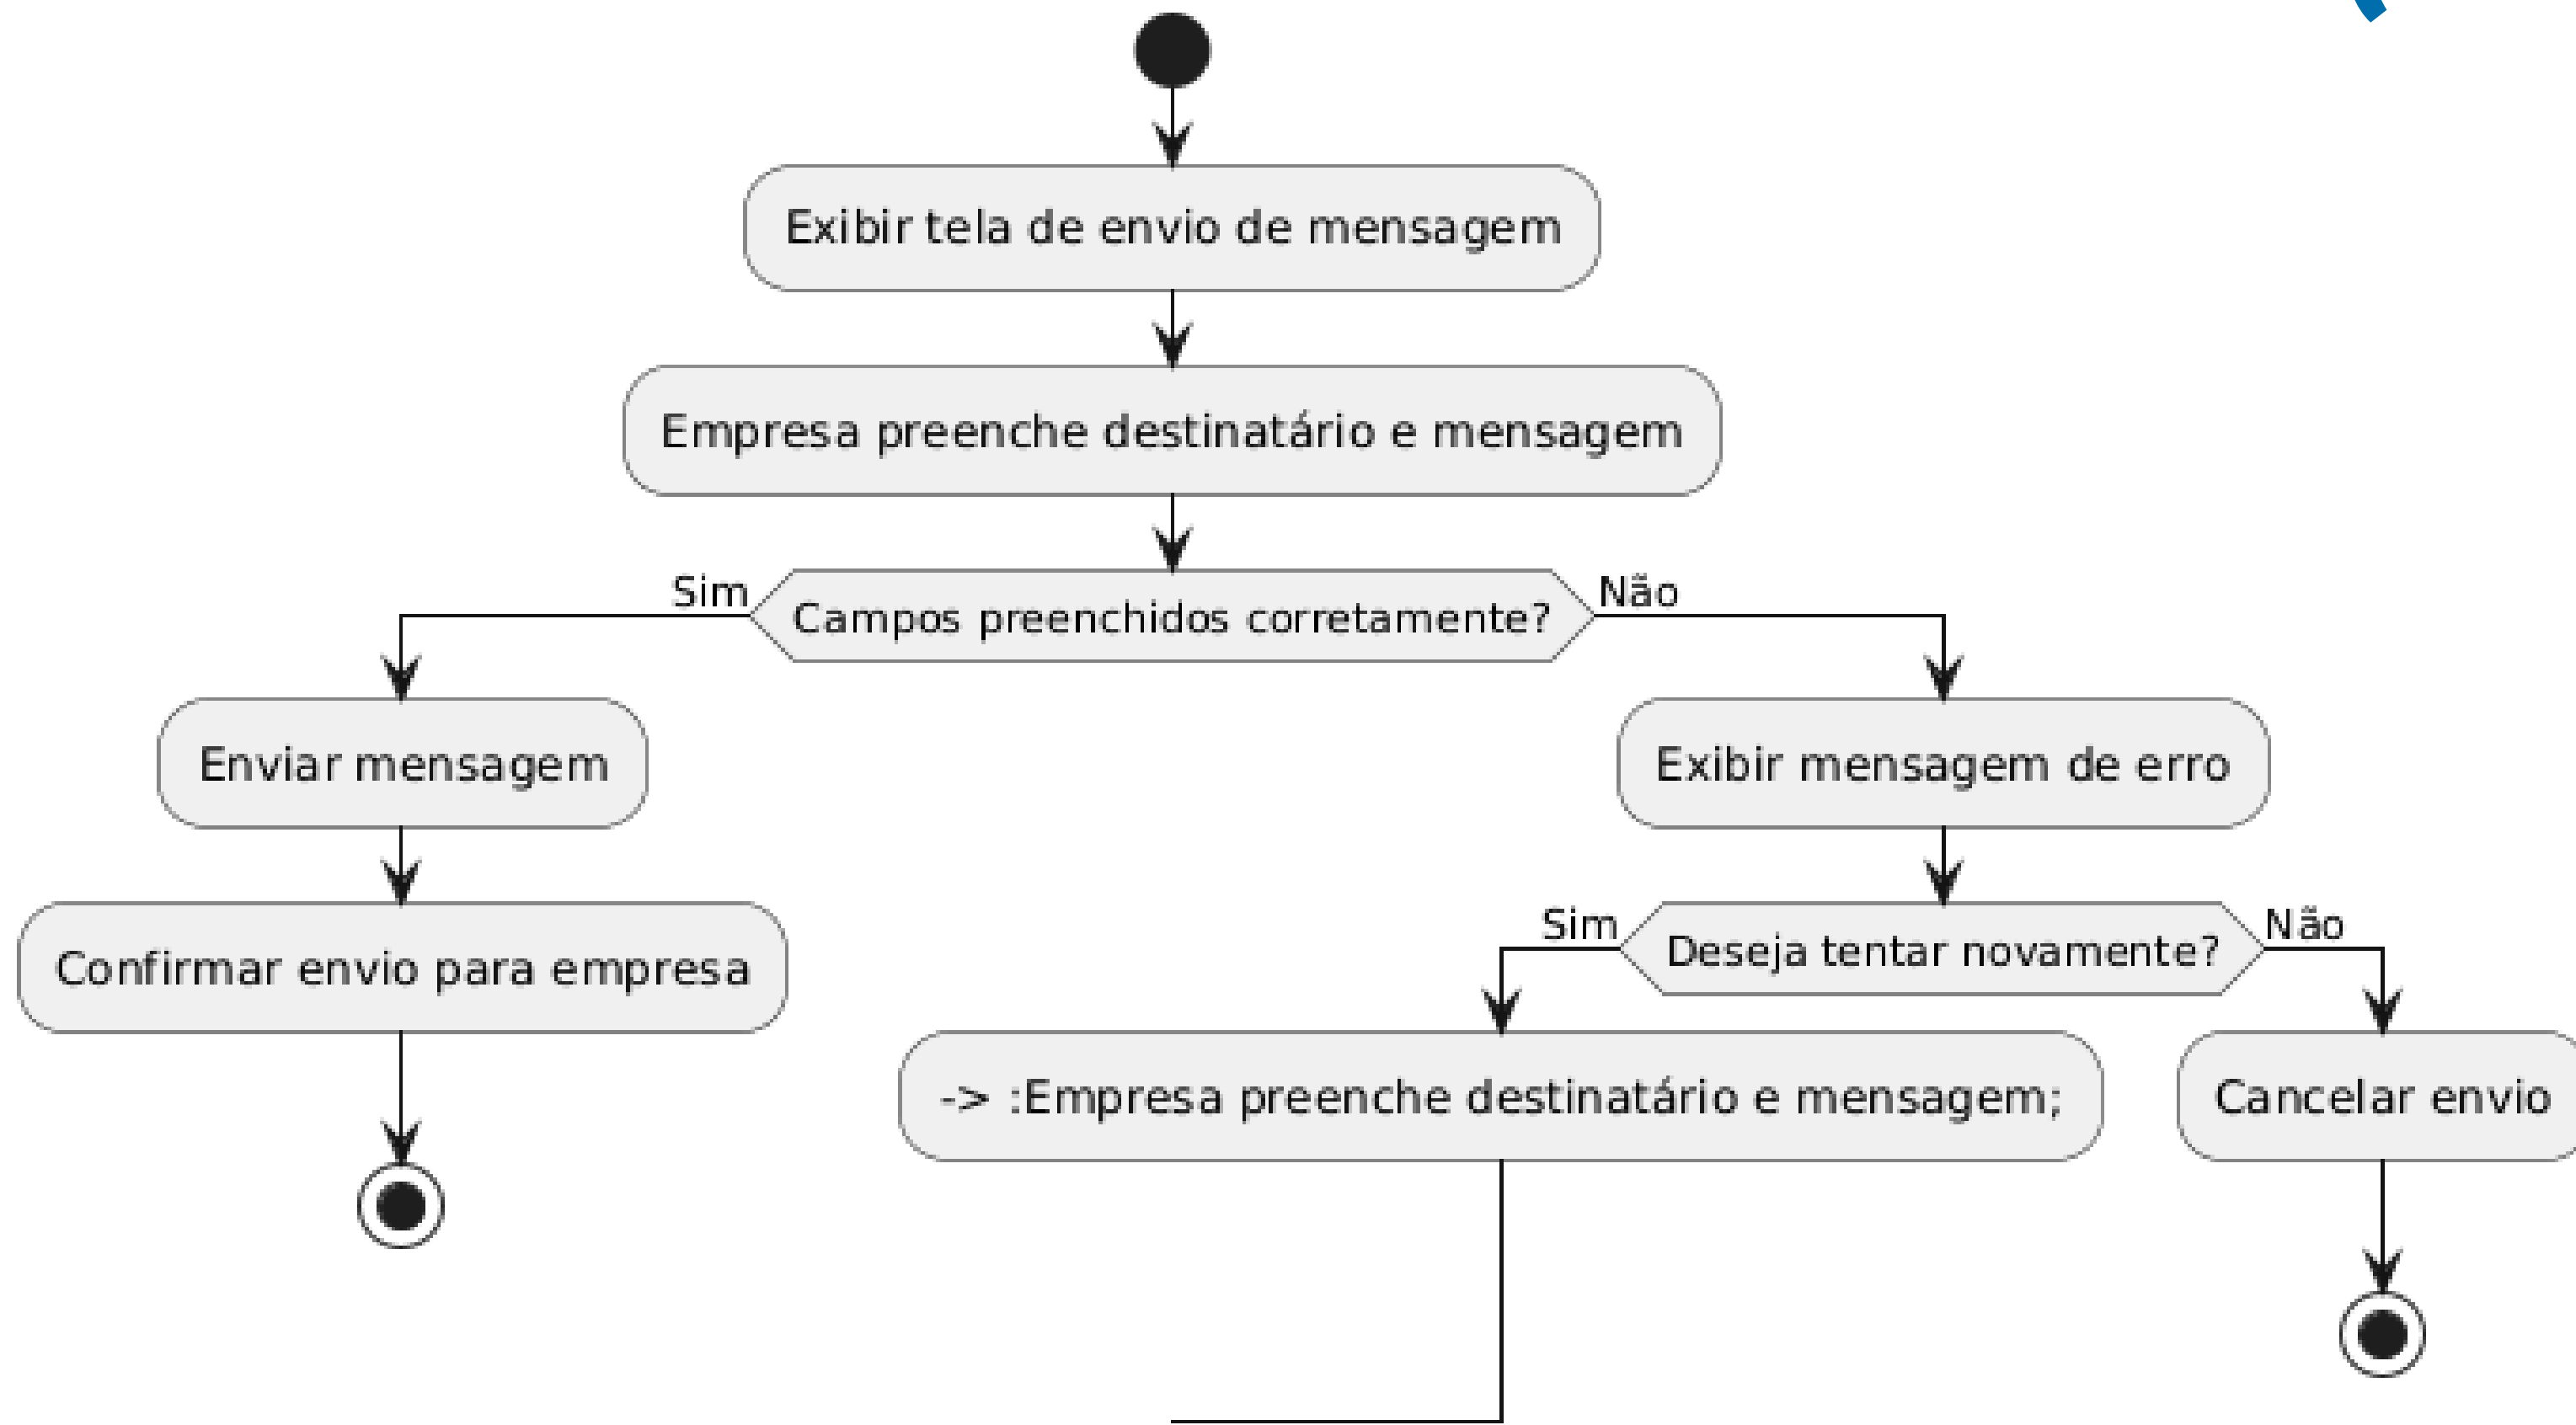 Exibir tela de envio de mensagem
Empresa preenche destinatário e mensagem
Sim
Campos preenchidos corretamente?
Não
Enviar mensagem
Exibir mensagem de erro
Confirmar envio para empresa
Sim
Deseja tentar novamente?
Não
-> :Empresa preenche destinatário e mensagem;
Cancelar envio